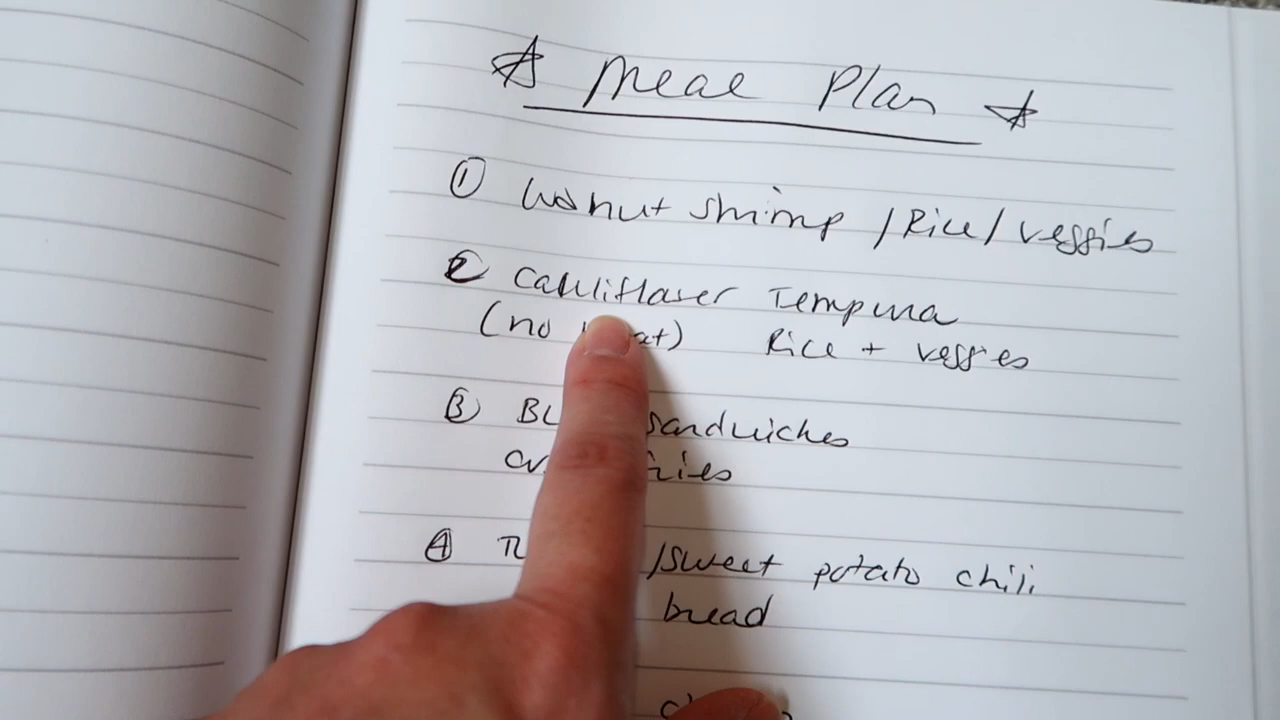 ☆ Meal Plan ☆
① Walnut shrimp / Rice / veggies
② Cauliflower Tempura
(no meat) Rice + veggies
③ sandwiches
④ /sweet potato chili
bread